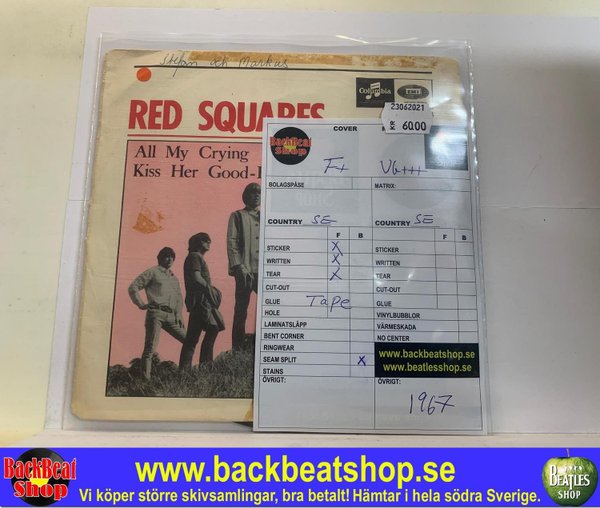 Stefan och Markus
Columbia
EMI
RED SQUARES
All My Crying
Kiss Her Good-
23062021
KR 60.00
BackBeat
Shop
COVER
F+
VG+++
BOLAGSPÅSE
MATRIX:
COUNTRY SE
COUNTRY SE
F B
F B
STICKER X
STICKER
WRITTEN X
WRITTEN
TEAR X
TEAR
CUT-OUT
CUT-OUT
GLUE Tape
GLUE
HOLE
VINYLBUBBLOR
LAMINATSLÄPP
VÄRMESKADA
BENT CORNER
NO CENTER
RINGWEAR
www.backbeatshop.se
SEAM SPLIT X
www.beatlesshop.se
STAINS
ÖVRIGT:
ÖVRIGT:
1967
BackBeat
Shop
www.backbeatshop.se
Vi köper större skivsamlingar, bra betalt! Hämtar i hela södra Sverige.
BEATLES
SHOP